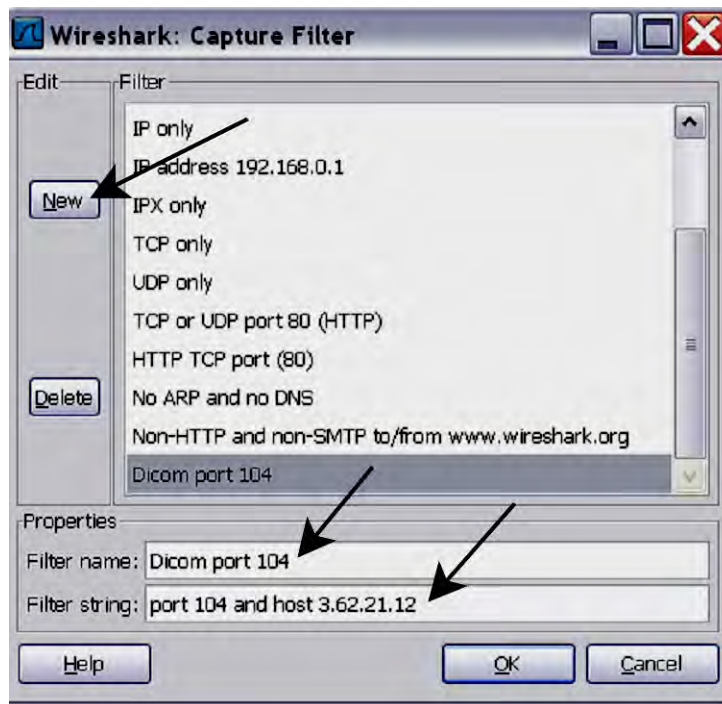 Wireshark: Capture Filter
Edit
Filter
New
Delete
IP only
IP address 192.168.0.1
IPX only
TCP only
UDP only
TCP or UDP port 80 (HTTP)
HTTP TCP port (80)
No ARP and no DNS
Non-HTTP and non-SMTP to/from www.wireshark.org
Dicom port 104
Properties
Filter name: Dicom port 104
Filter string: port 104 and host 3.62.21.12
Help
OK
Cancel